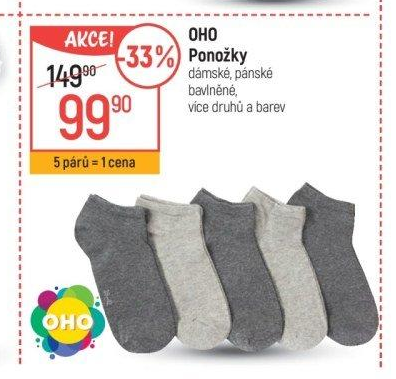 AKCE!
-33%
14990
9990
5 párů = 1 cena
OHO
Ponožky
dámské, pánské
bavlněné,
více druhů a barev
OHO